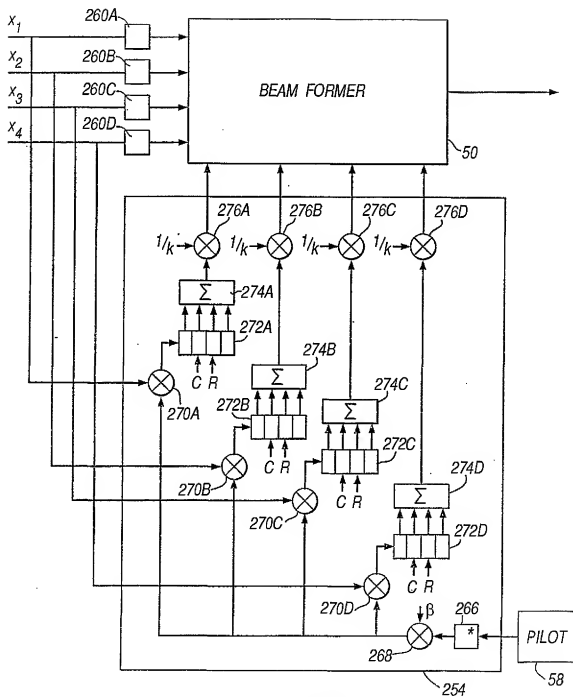 260A
X1
260B
X2
260C
X3
260D
X4
BEAM FORMER
50
276A
276B
276C
276D
1/k
1/k
1/k
1/k
Σ
274A
272A
C R
270A
274B
Σ
272B
C R
270B
274C
Σ
272C
C R
270C
274D
Σ
272D
C R
270D
β
266
268
*
PILOT
58
254